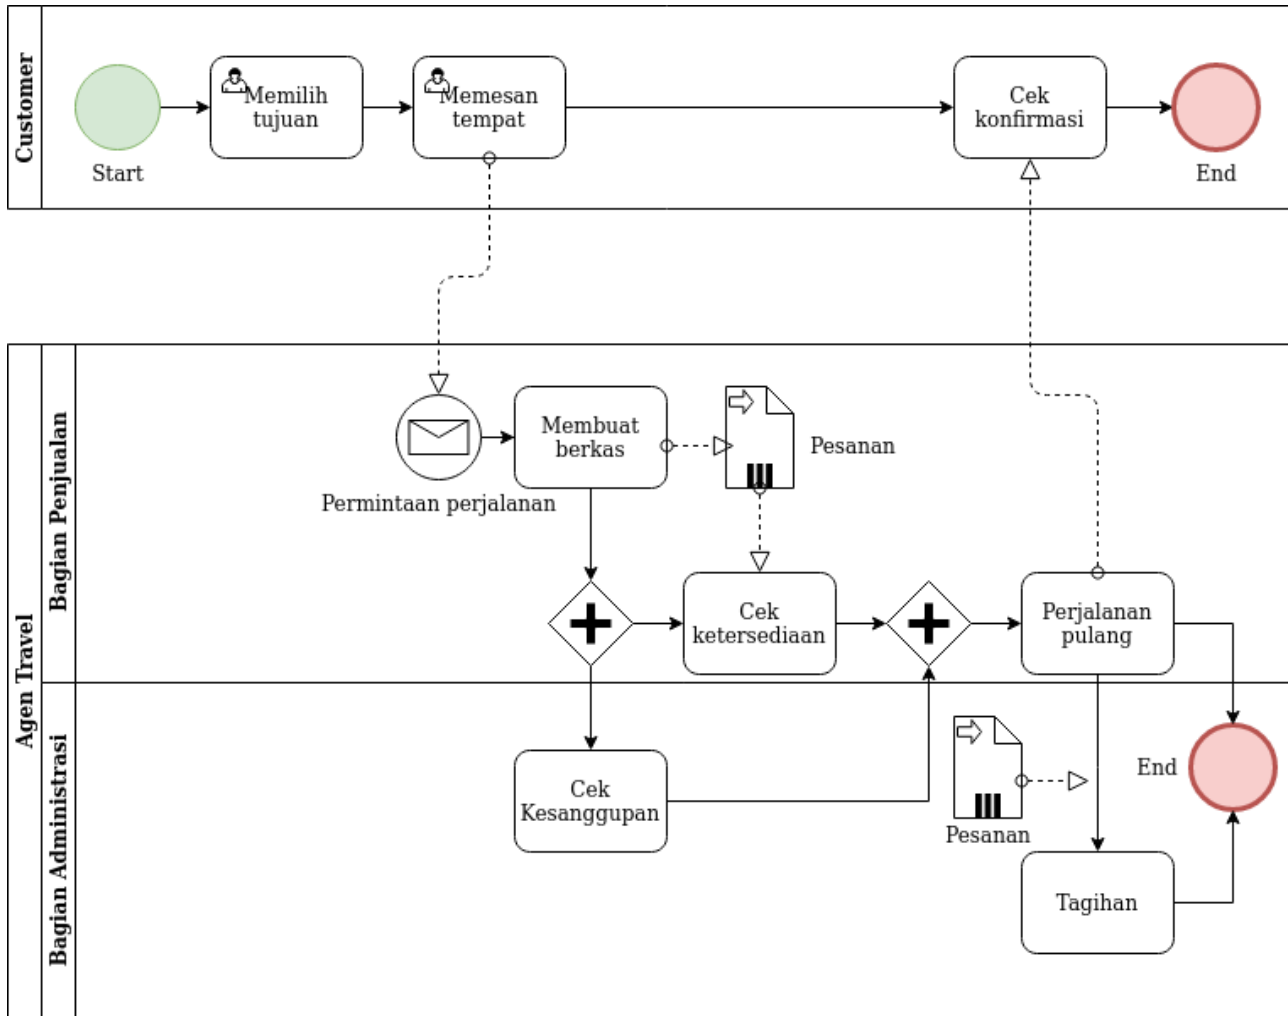 Customer
Memilih
tujuan
Memesan
tempat
Cek
konfirmasi
Start
End
Agen Travel
Bagian Penjualan
Membuat
berkas
Pesanan
Permintaan perjalanan
Cek
ketersediaan
Perjalanan
pulang
Bagian Administrasi
Cek
Kesanggupan
Pesanan
End
Tagihan